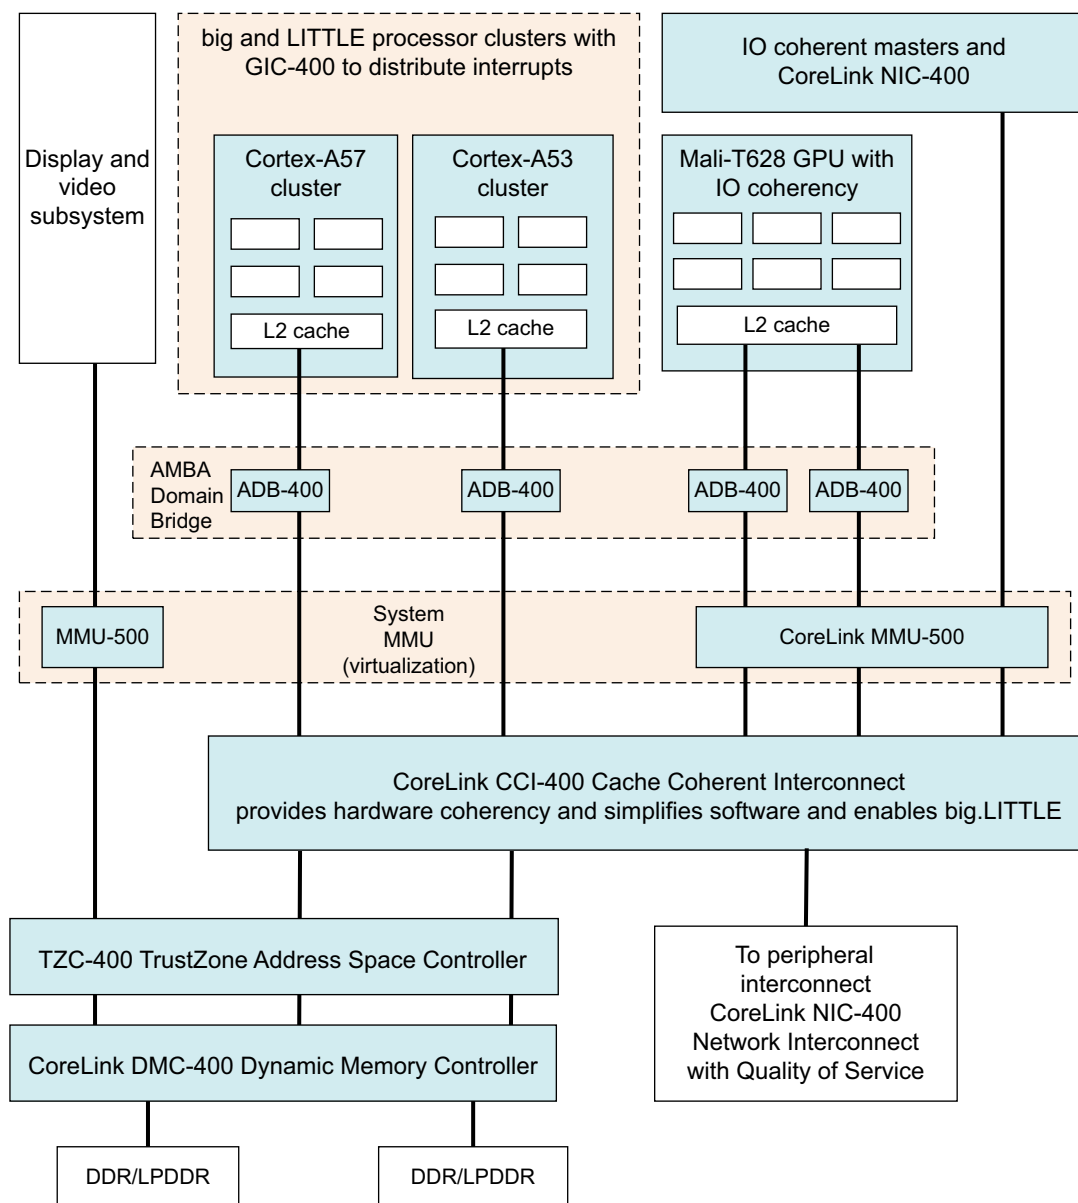 big and LITTLE processor clusters with
GIC-400 to distribute interrupts
IO coherent masters and
CoreLink NIC-400
Display and
video
subsystem
Cortex-A57
cluster
L2 cache
Cortex-A53
cluster
L2 cache
Mali-T628 GPU with
IO coherency
L2 cache
AMBA
Domain
Bridge
ADB-400
ADB-400
ADB-400
ADB-400
MMU-500
System
MMU
(virtualization)
CoreLink MMU-500
CoreLink CCI-400 Cache Coherent Interconnect
provides hardware coherency and simplifies software and enables big.LITTLE
TZC-400 TrustZone Address Space Controller
To peripheral
interconnect
CoreLink NIC-400
Network Interconnect
with Quality of Service
CoreLink DMC-400 Dynamic Memory Controller
DDR/LPDDR
DDR/LPDDR